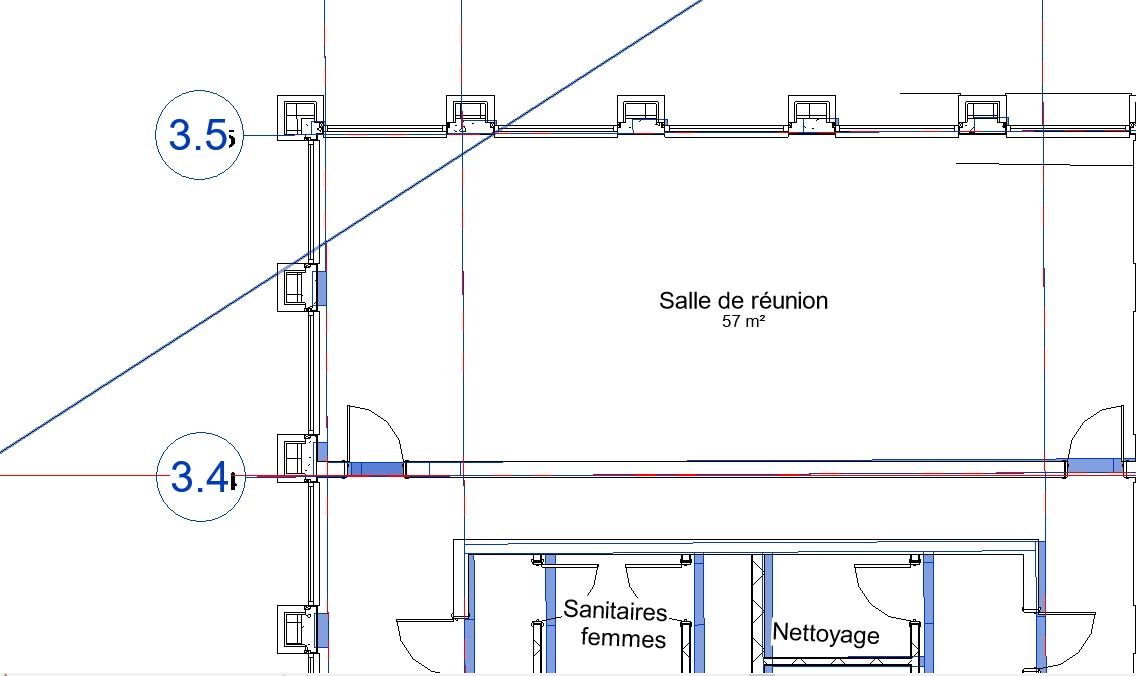 3.5
Salle de réunion
57 m²
3.4
Sanitaires
femmes
Nettoyage